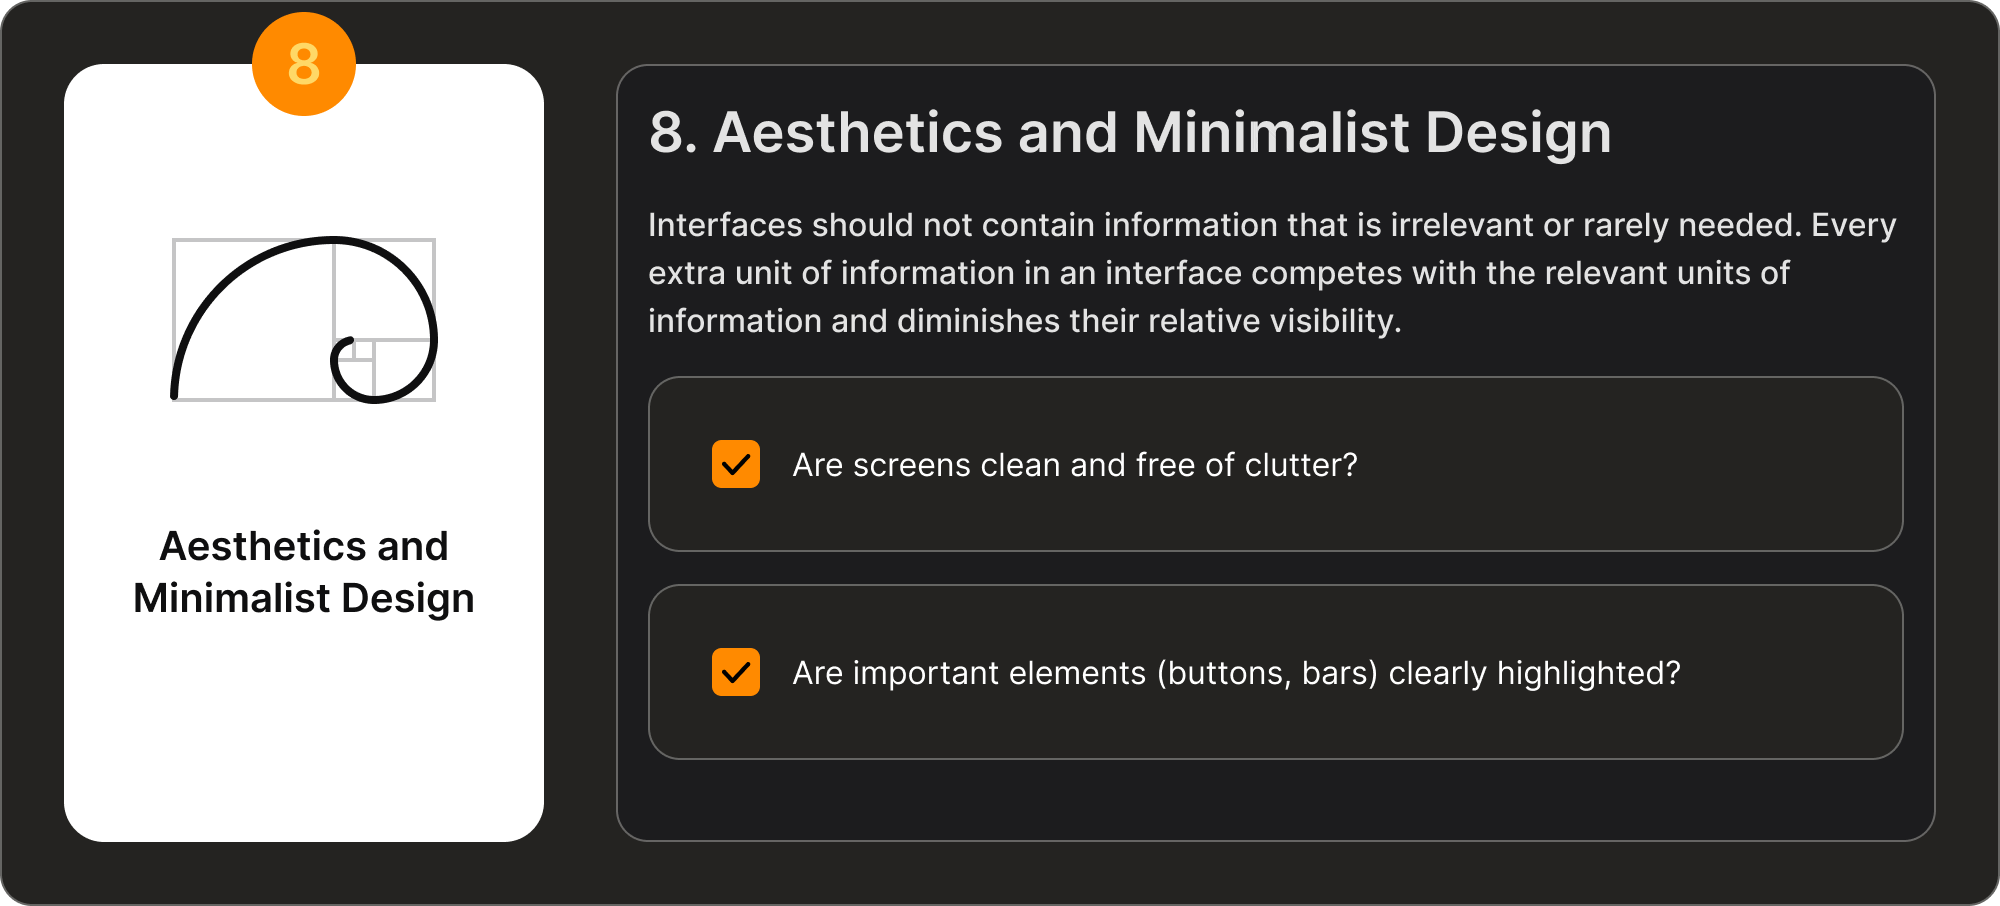 8
Aesthetics and
Minimalist Design
8. Aesthetics and Minimalist Design
Interfaces should not contain information that is irrelevant or rarely needed. Every
extra unit of information in an interface competes with the relevant units of
information and diminishes their relative visibility.
Are screens clean and free of clutter?
Are important elements (buttons, bars) clearly highlighted?